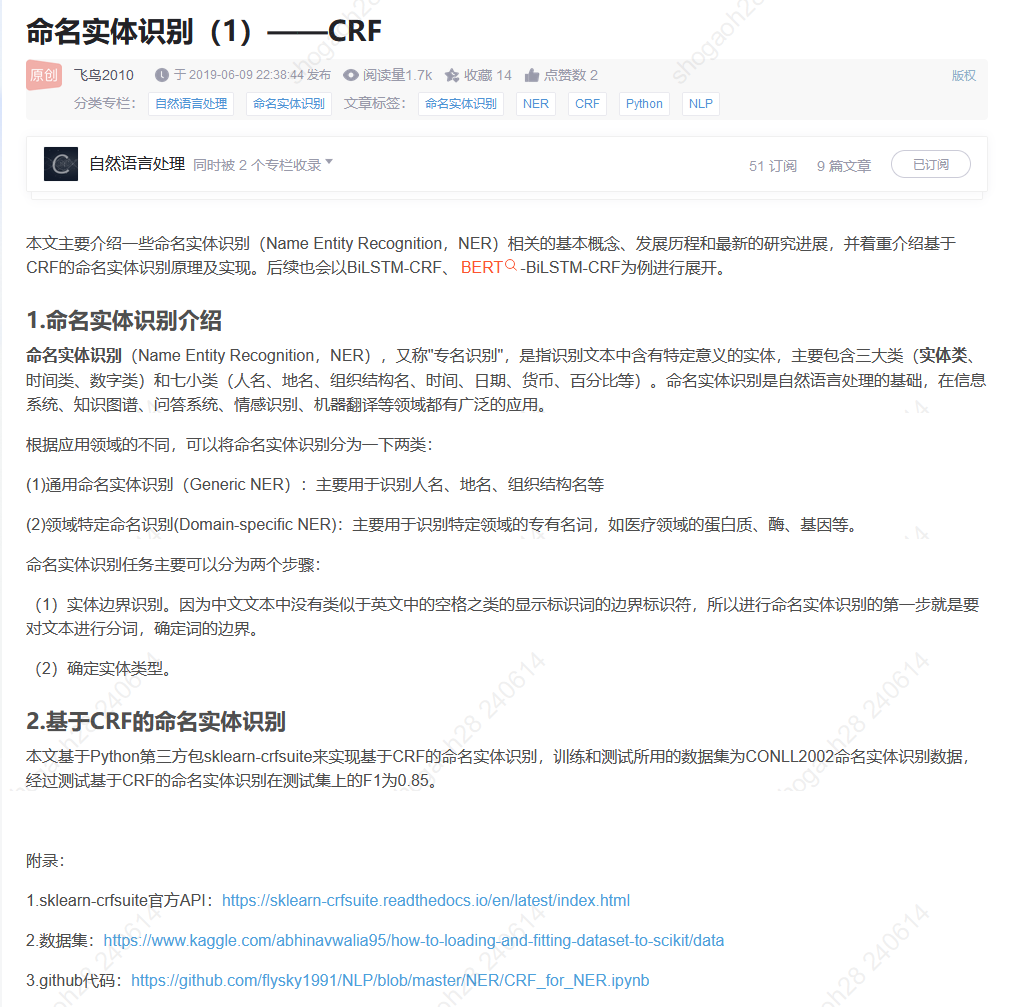 命名实体识别（1）——CRF
原创 飞鸟2010 于 2019-06-09 22:38:44 发布 阅读量1.7k 收藏 14 点赞数 2 版权
分类专栏： 自然语言处理 命名实体识别 文章标签： 命名实体识别 NER CRF Python NLP
自然语言处理 同时被 2 个专栏收录 51 订阅 9 篇文章 已订阅
本文主要介绍一些命名实体识别（Name Entity Recognition，NER）相关的基本概念、发展历程和最新的研究进展，并着重介绍基于
CRF的命名实体识别原理及实现。后续也会以BiLSTM-CRF、 BERT-BiLSTM-CRF为例进行展开。
1.命名实体识别介绍
命名实体识别（Name Entity Recognition，NER），又称"专名识别"，是指识别文本中含有特定意义的实体，主要包含三大类（实体类、
时间类、数字类）和七小类（人名、地名、组织结构名、时间、日期、货币、百分比等）。命名实体识别是自然语言处理的基础，在信息
系统、知识图谱、问答系统、情感识别、机器翻译等领域都有广泛的应用。
根据应用领域的不同，可以将命名实体识别分为一下两类：
(1)通用命名实体识别（Generic NER）：主要用于识别人名、地名、组织结构名等
(2)领域特定命名识别(Domain-specific NER)：主要用于识别特定领域的专有名词，如医疗领域的蛋白质、酶、基因等。
命名实体识别任务主要可以分为两个步骤：
（1）实体边界识别。因为中文文本中没有类似于英文中的空格之类的显示标识词的边界标识符，所以进行命名实体识别的第一步就是要
对文本进行分词，确定词的边界。
（2）确定实体类型。
2.基于CRF的命名实体识别
本文基于Python第三方包sklearn-crfsuite来实现基于CRF的命名实体识别，训练和测试所用的数据集为CONLL2002命名实体识别数据，
经过测试基于CRF的命名实体识别在测试集上的F1为0.85。
附录：
1.sklearn-crfsuite官方API：https://sklearn-crfsuite.readthedocs.io/en/latest/index.html
2.数据集：https://www.kaggle.com/abhinavwalia95/how-to-loading-and-fitting-dataset-to-scikit/data
3.github代码：https://github.com/flysky1991/NLP/blob/master/NER/CRF_for_NER.ipynb